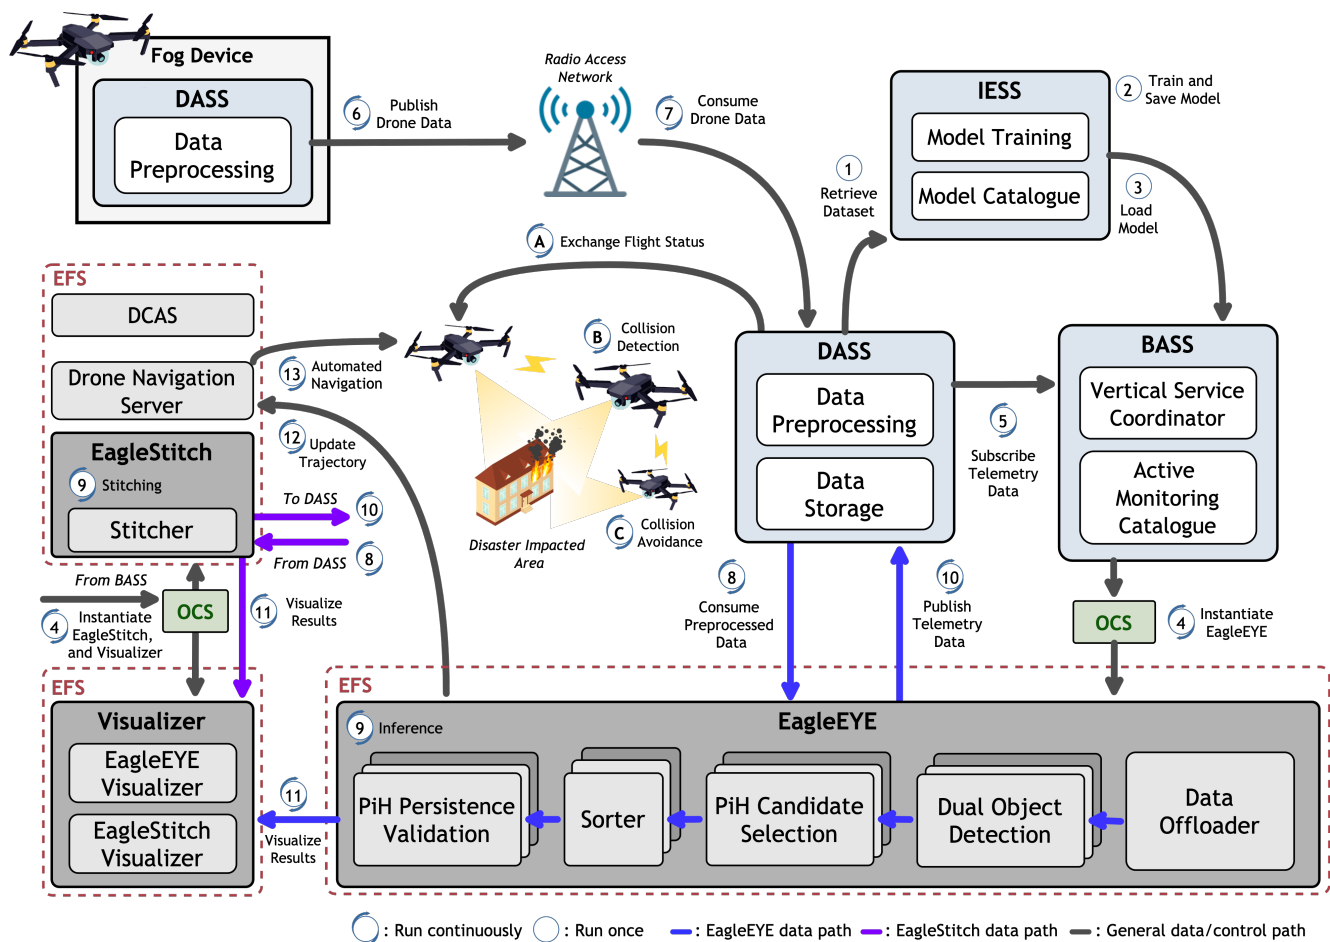 Fog Device
DASS
Data
Preprocessing
6
Publish
Drone Data
Radio Access
Network
7
Consume
Drone Data
IESS
Model Training
Model Catalogue
2
Train and
Save Model
1
Retrieve
Dataset
3
Load
Model
A
Exchange Flight Status
EFS
DCAS
Drone Navigation
Server
13
Automated
Navigation
12
Update
Trajectory
B
Collision
Detection
C
Collision
Avoidance
Disaster Impacted
Area
DASS
Data
Preprocessing
Data
Storage
5
Subscribe
Telemetry
Data
BASS
Vertical Service
Coordinator
Active
Monitoring
Catalogue
EagleStitch
9
Stitching
Stitcher
To DASS
10
From DASS
8
From BASS
4
Instantiate
EagleStitch,
and Visualizer
OCS
11
Visualize
Results
8
Consume
Preprocessed
Data
10
Publish
Telemetry
Data
OCS
4
Instantiate
EagleEYE
EFS
Visualizer
EagleEYE
Visualizer
EagleStitch
Visualizer
11
Visualize
Results
EFS
EagleEYE
9
Inference
PiH Persistence
Validation
Sorter
PiH Candidate
Selection
Dual Object
Detection
Data
Offloader
: Run continuously
: Run once
: EagleEYE data path
: EagleStitch data path
: General data/control path